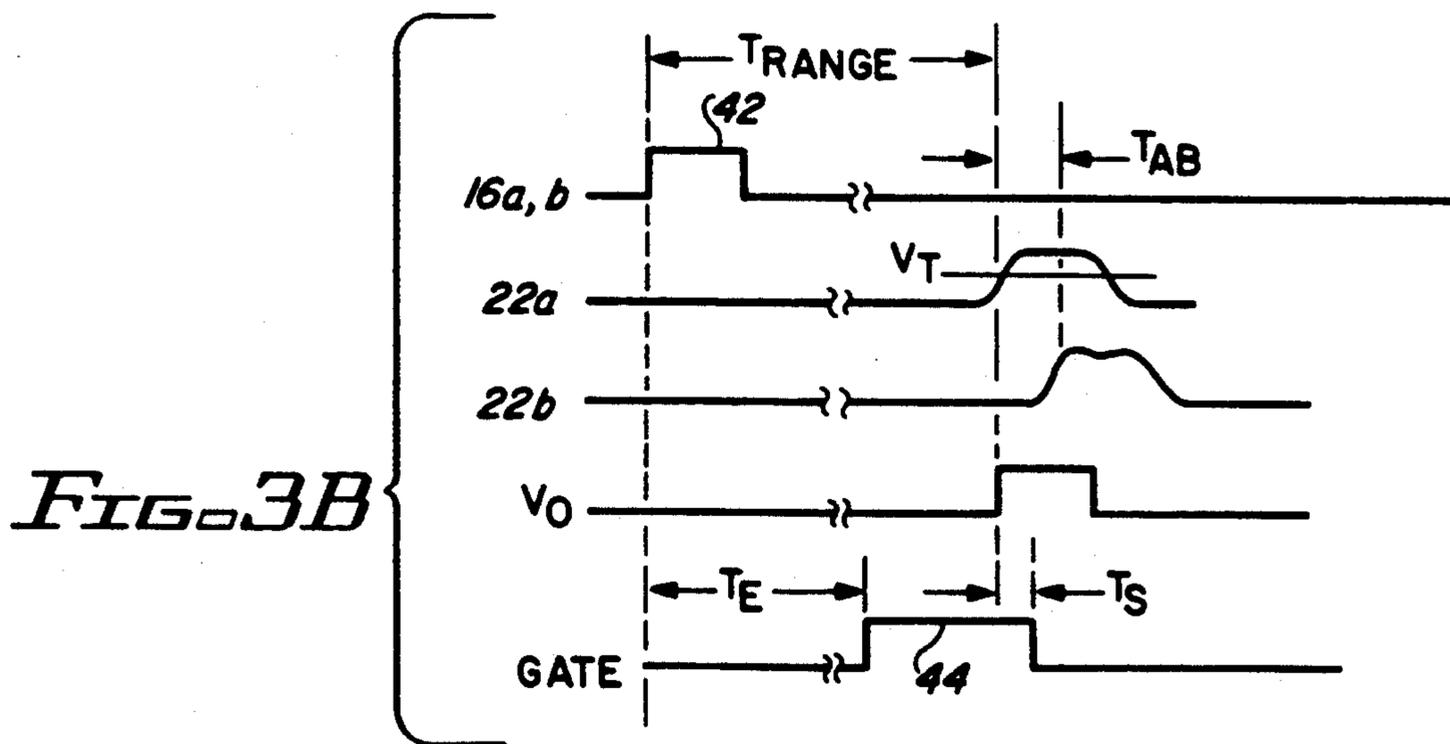 TRANGE
42
TAB
16a, b
VT
22a
22b
FIG. 3B
VO
TE
TS
GATE
44